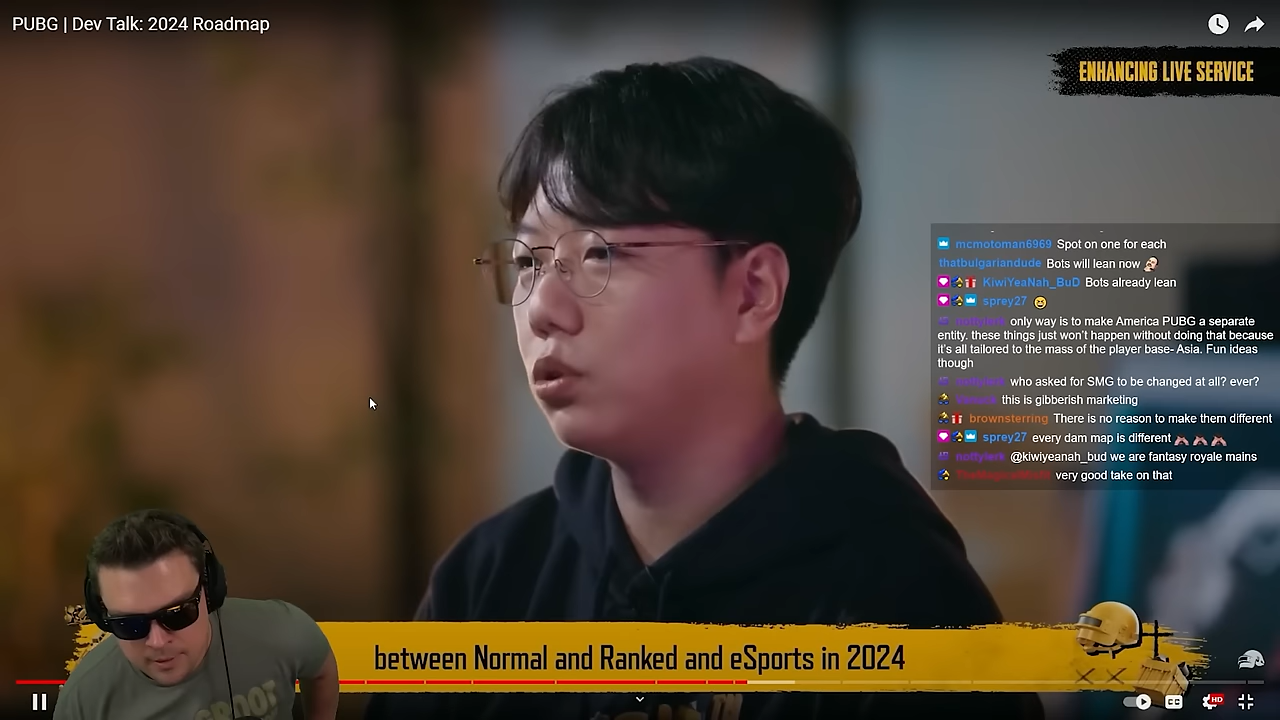 PUBG | Dev Talk: 2024 Roadmap
ENHANCING LIVE SERVICE
mcmotoman6969 Spot on one for each
thatbulgariandude Bots will lean now
KiwiYeaNah_BuD Bots already lean
sprey27
nottylerk only way is to make America PUBG a separate
entity. these things just won't happen without doing that because
it's all tailored to the mass of the player base- Asia. Fun ideas
though
nottylerk who asked for SMG to be changed at all? ever?
this is gibberish marketing
brownsterring There is no reason to make them different
sprey27 every dam map is different
nottylerk @kiwiyeanah_bud we are fantasy royale mains
very good take on that
between Normal and Ranked and eSports in 2024
GROOT
CC
HD